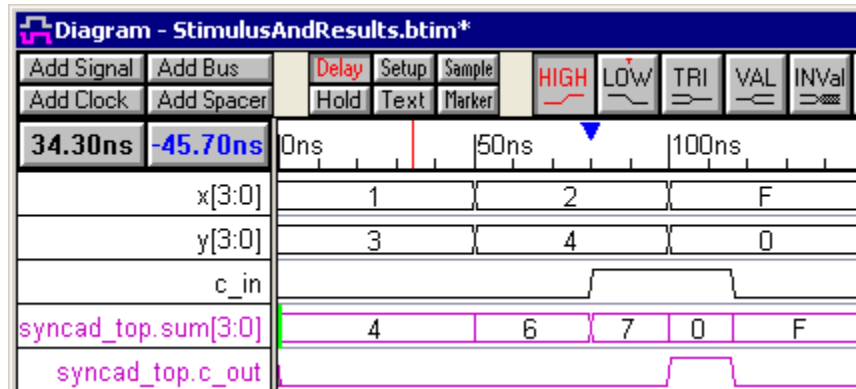 Diagram - StimulusAndResults.btim*
Add Signal Add Bus Delay Setup Sample HIGH LOW TRI VAL INVal
Add Clock Add Spacer Hold Text Marker
34.30ns -45.70ns 0ns 50ns 100ns
x[3:0] 1 2 F
y[3:0] 3 4 0
c_in
syncad_top.sum[3:0] 4 6 7 0 F
syncad_top.c_out